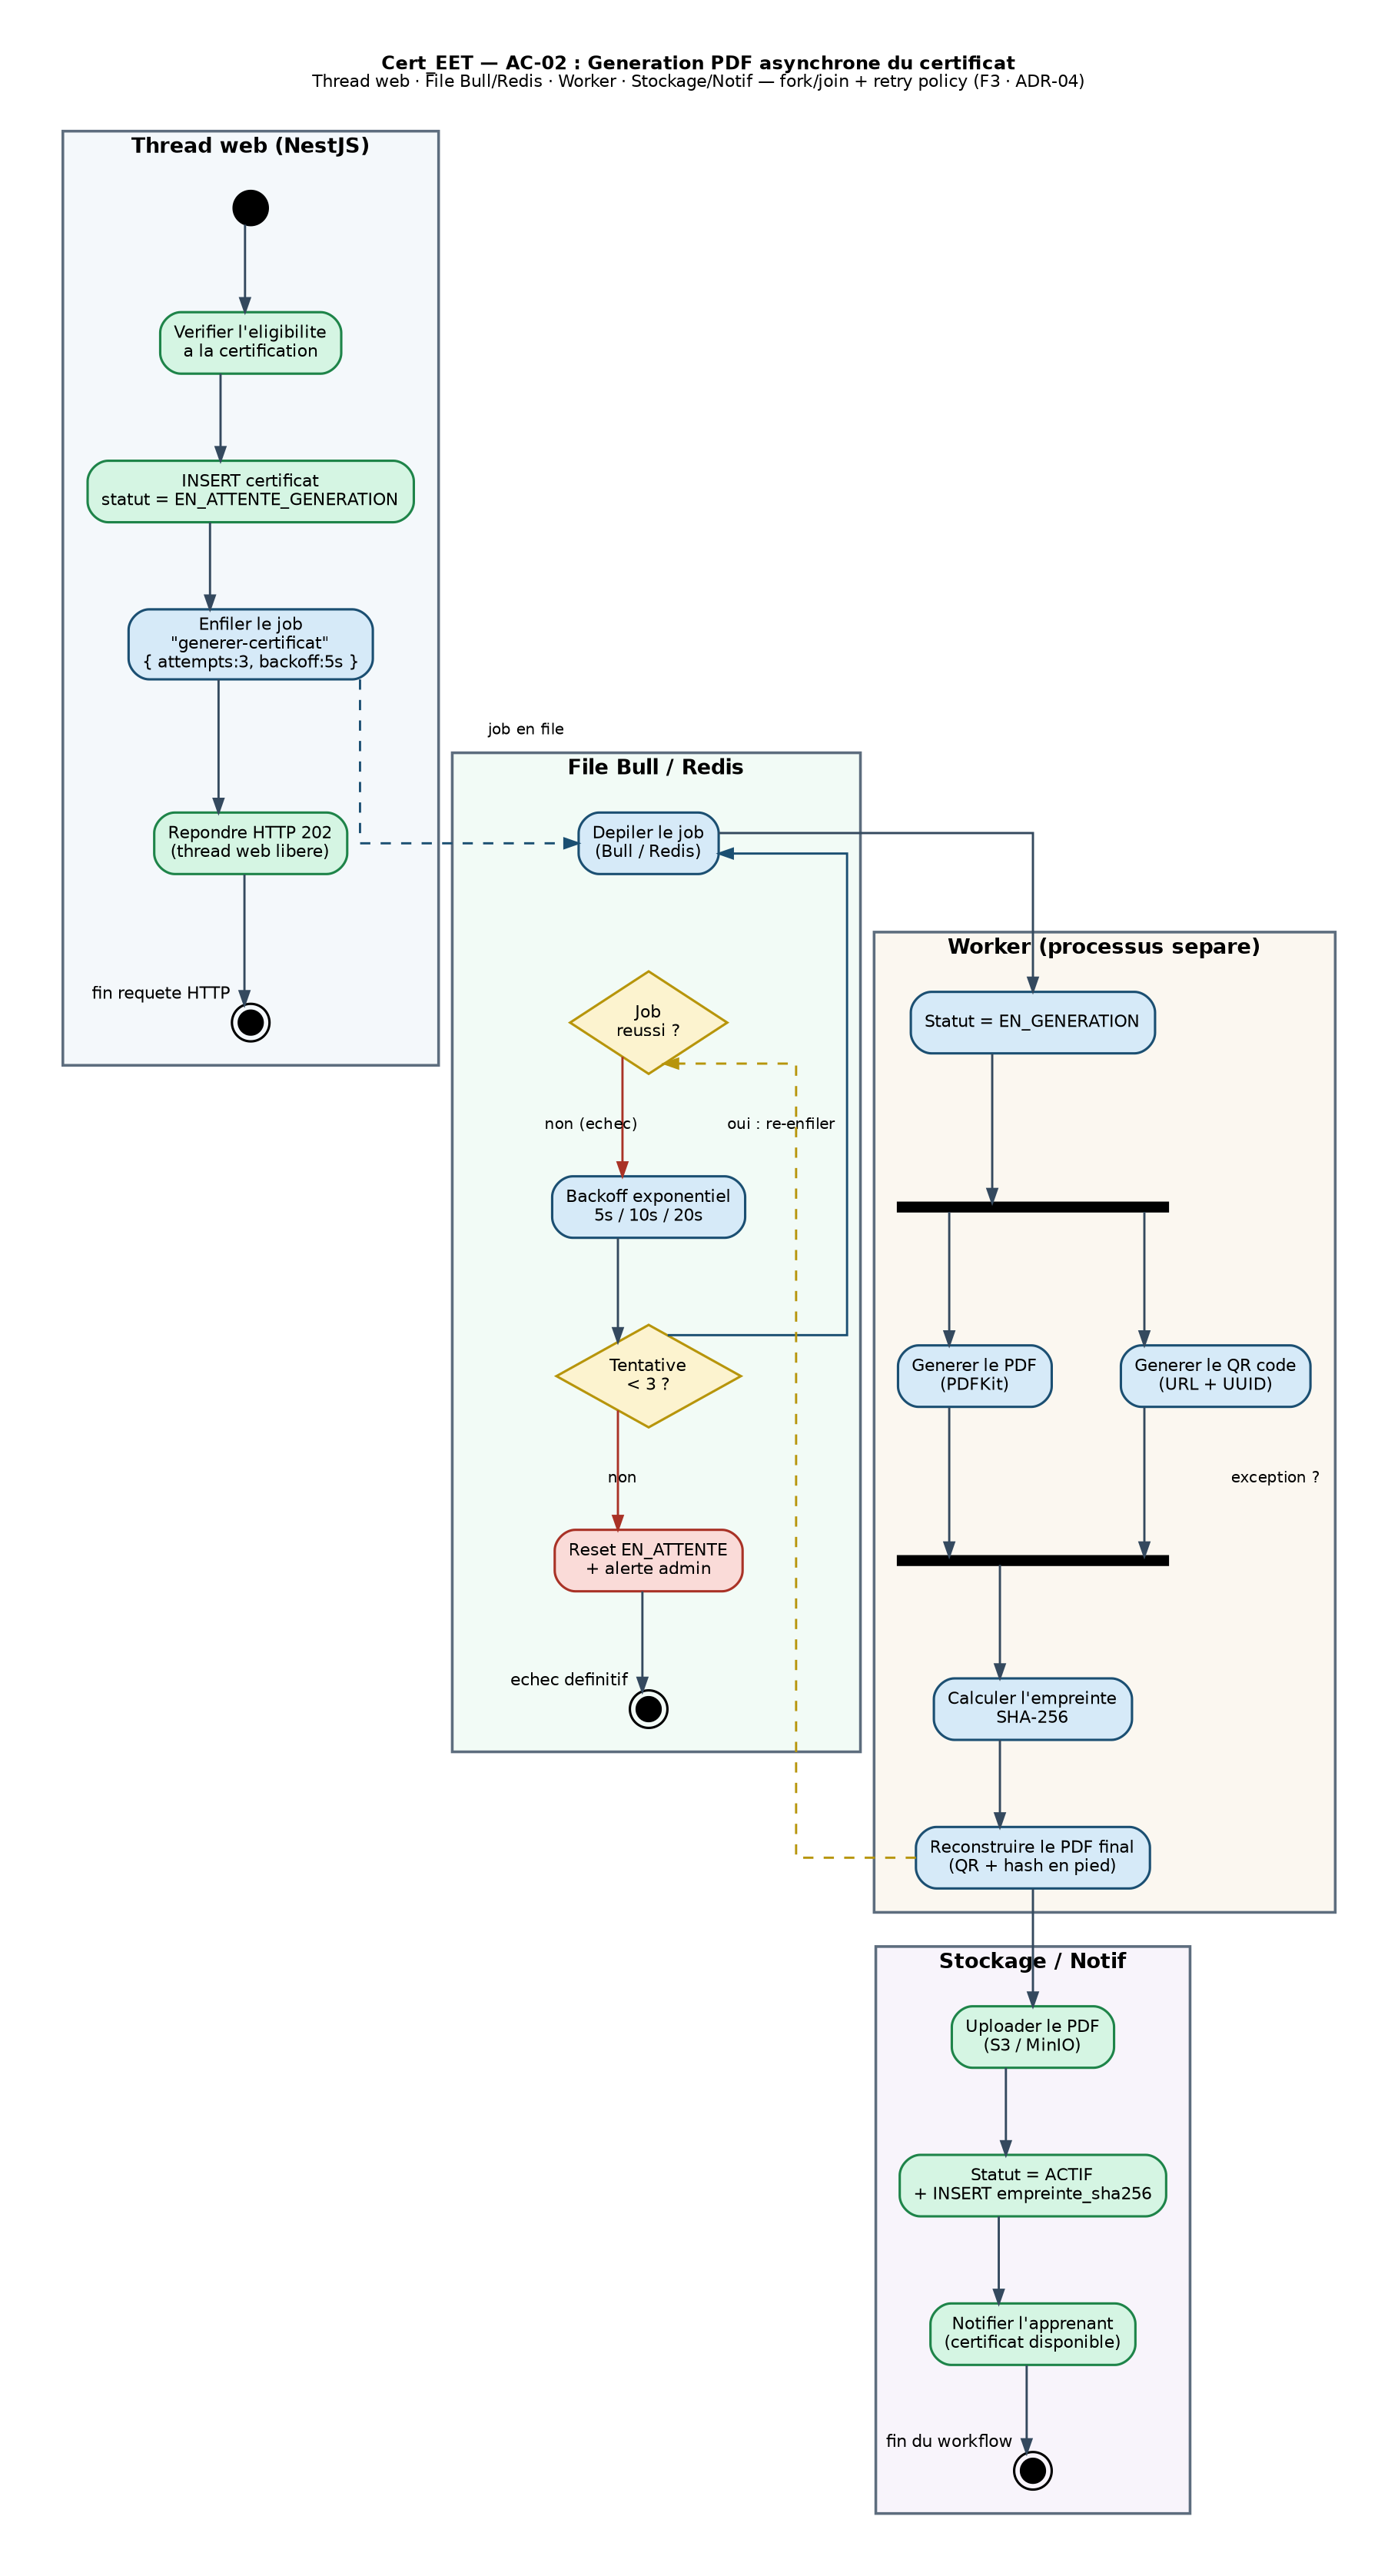 Cert_EET — AC-02 : Generation PDF asynchrone du certificat
Thread web · File Bull/Redis · Worker · Stockage/Notif — fork/join + retry policy (F3 · ADR-04)
Thread web (NestJS)
Verifier l'eligibilite
a la certification
INSERT certificat
statut = EN_ATTENTE_GENERATION
Enfiler le job
"generer-certificat"
{ attempts:3, backoff:5s }
Repondre HTTP 202
(thread web libere)
fin requete HTTP
job en file
File Bull / Redis
Depiler le job
(Bull / Redis)
Job
reussi ?
non (echec)
oui : re-enfiler
Backoff exponentiel
5s / 10s / 20s
Tentative
< 3 ?
non
Reset EN_ATTENTE
+ alerte admin
echec definitif
Worker (processus separe)
Statut = EN_GENERATION
Generer le PDF
(PDFKit)
Generer le QR code
(URL + UUID)
exception ?
Calculer l'empreinte
SHA-256
Reconstruire le PDF final
(QR + hash en pied)
Stockage / Notif
Uploader le PDF
(S3 / MinIO)
Statut = ACTIF
+ INSERT empreinte_sha256
Notifier l'apprenant
(certificat disponible)
fin du workflow